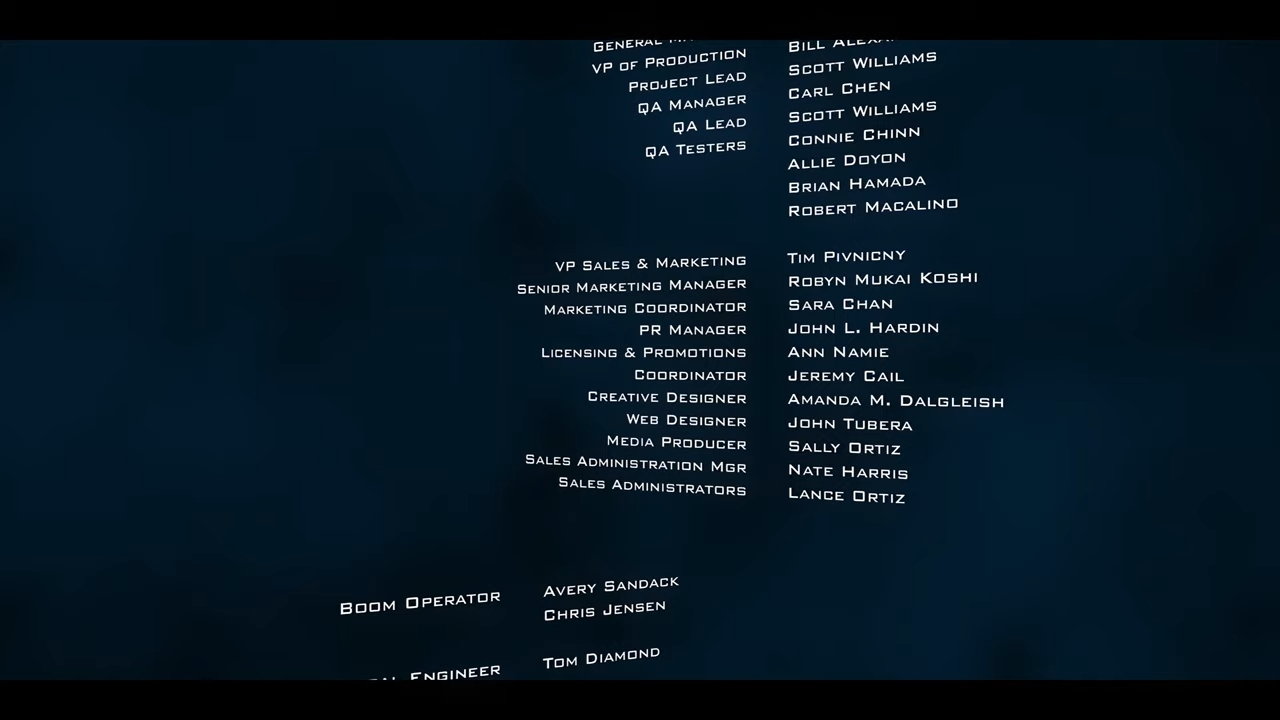 General
VP of Production
Project Lead
QA Manager
QA Lead
QA Testers
Bill
Scott Williams
Carl Chen
Scott Williams
Connie Chinn
Allie Doyon
Brian Hamada
Robert Macalino
VP Sales & Marketing
Senior Marketing Manager
Marketing Coordinator
PR Manager
Licensing & Promotions
Coordinator
Creative Designer
Web Designer
Media Producer
Sales Administration Mgr
Sales Administrators
Tim Pivnicny
Robyn Mukai Koshi
Sara Chan
John L. Hardin
Ann Namie
Jeremy Cail
Amanda M. Dalgleish
John Tubera
Sally Ortiz
Nate Harris
Lance Ortiz
Boom Operator
Avery Sandack
Chris Jensen
Engineer
Tom Diamond